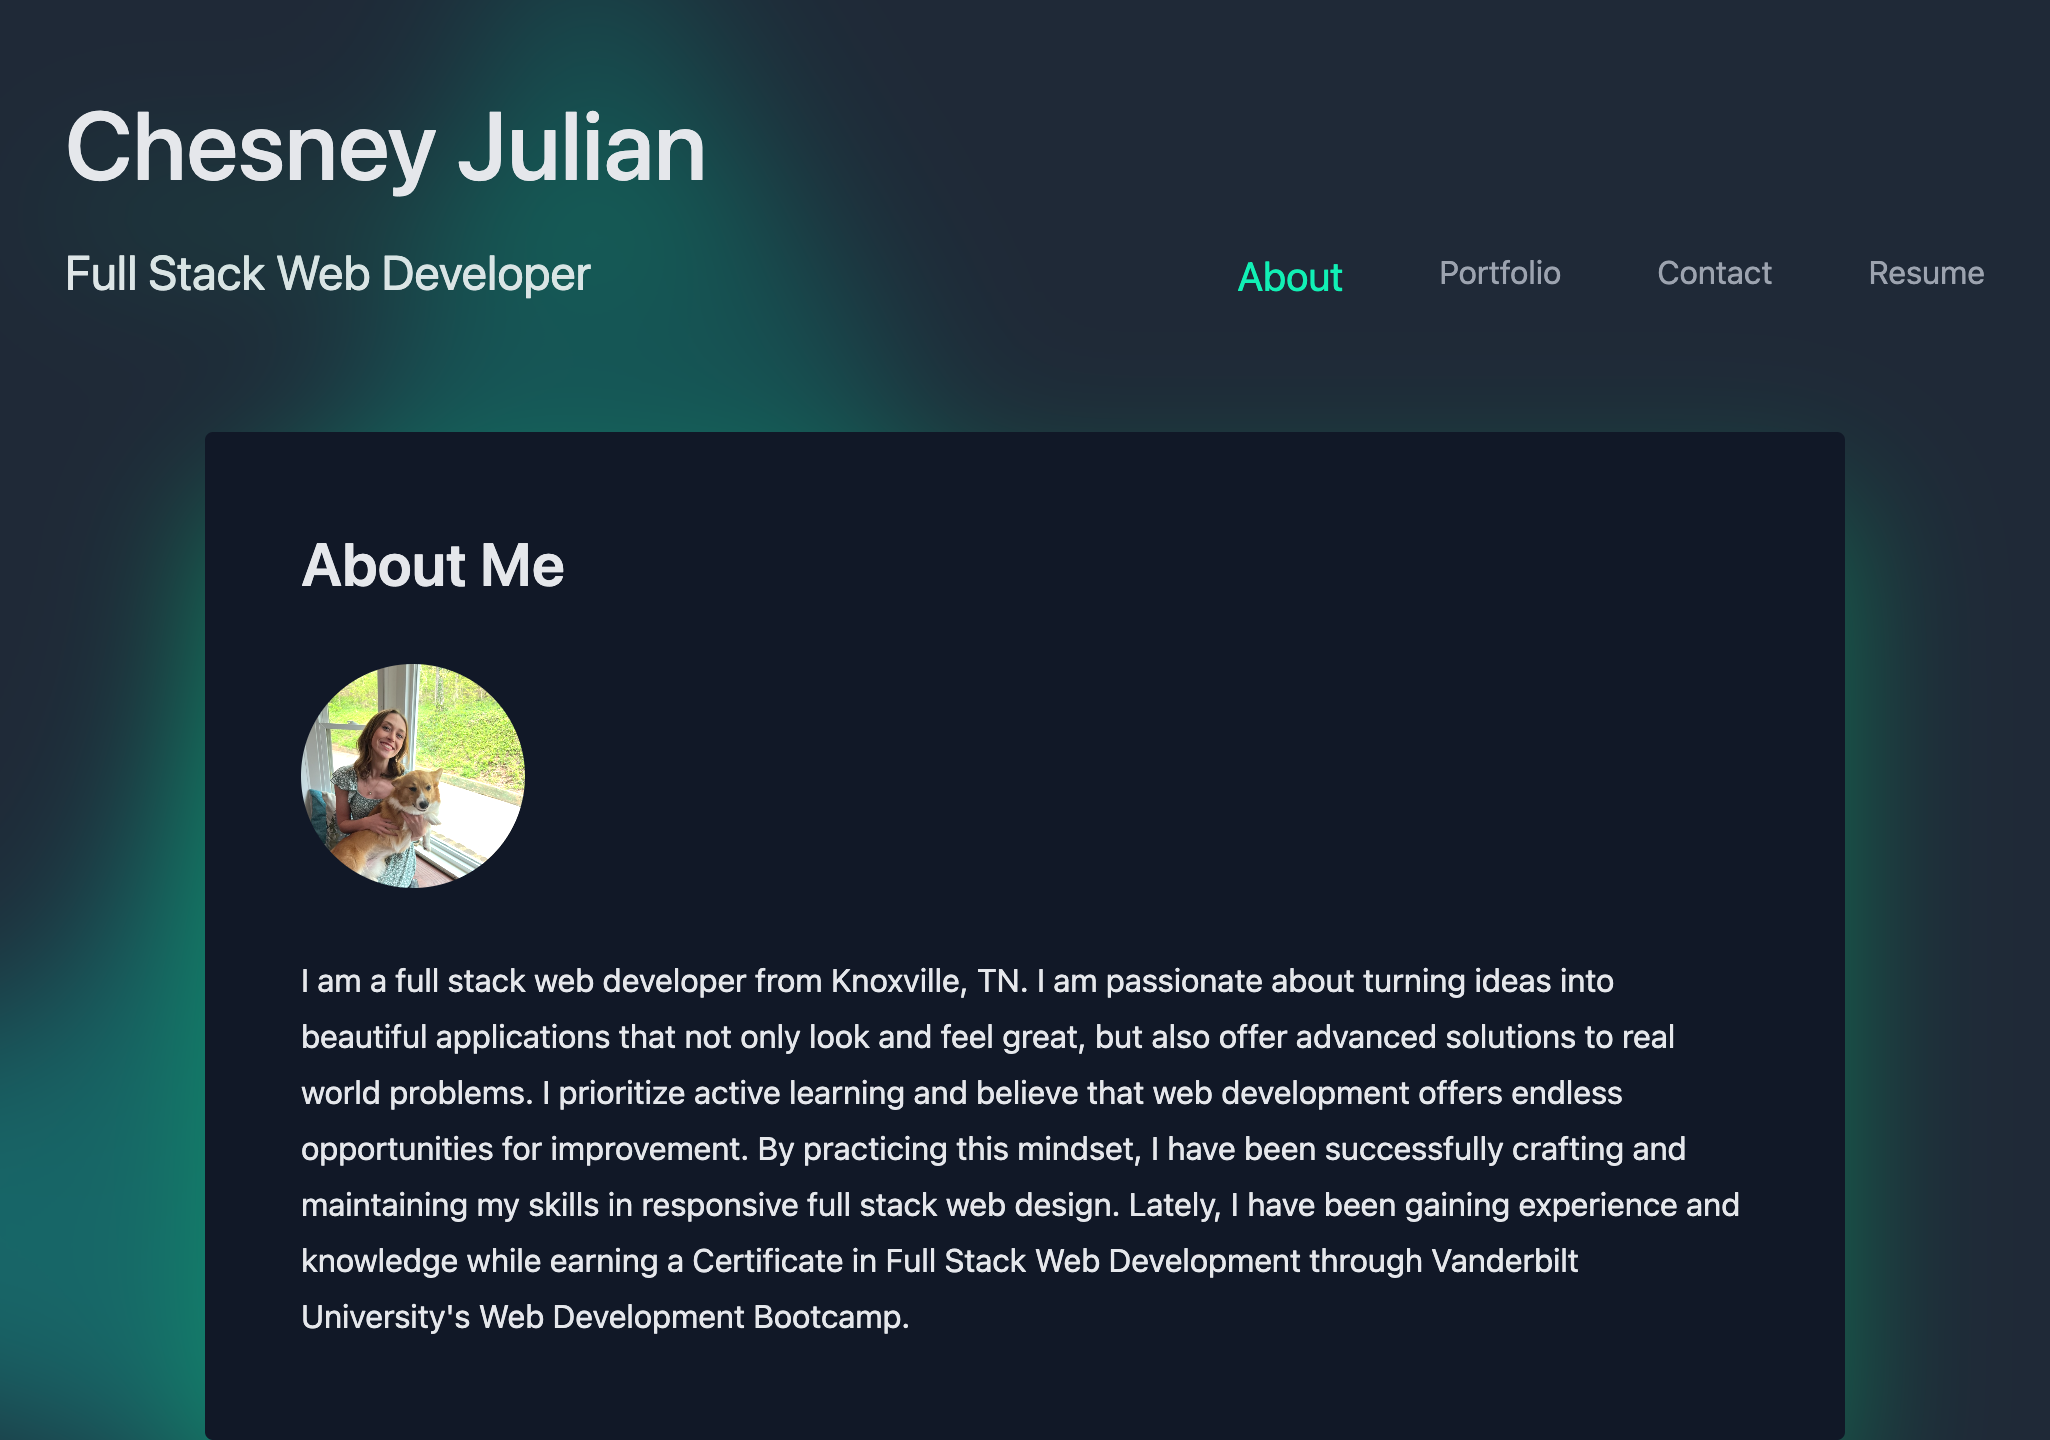 Chesney Julian
Full Stack Web Developer
About
Portfolio
Contact
Resume
About Me
I am a full stack web developer from Knoxville, TN. I am passionate about turning ideas into
beautiful applications that not only look and feel great, but also offer advanced solutions to real
world problems. I prioritize active learning and believe that web development offers endless
opportunities for improvement. By practicing this mindset, I have been successfully crafting and
maintaining my skills in responsive full stack web design. Lately, I have been gaining experience and
knowledge while earning a Certificate in Full Stack Web Development through Vanderbilt
University's Web Development Bootcamp.